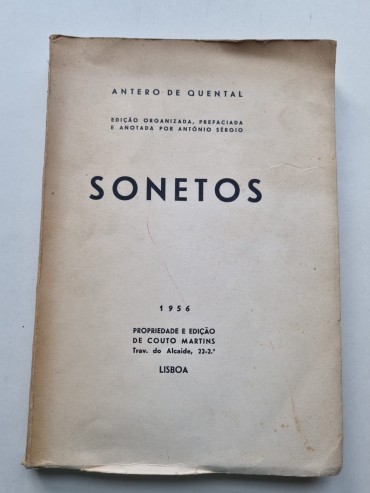 ANTERO DE QUENTAL
EDIÇÃO ORGANIZADA, PREFACIADA
E ANOTADA POR ANTÓNIO SÉRGIO
SONETOS
1956
PROPRIEDADE E EDIÇÃO
DE COUTO MARTINS
Trav. do Alcaide, 22-2.°
LISBOA